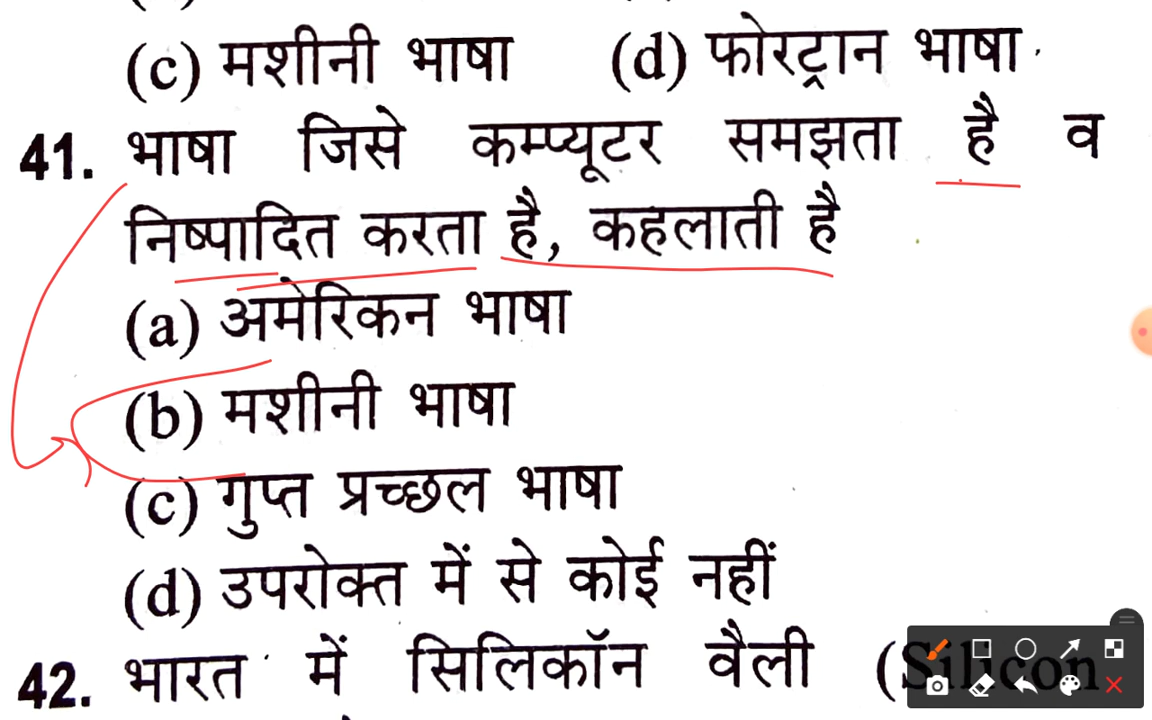 (c) मशीनी भाषा (d) फोरट्रान भाषा
41. भाषा जिसे कम्प्यूटर समझता है व
निष्पादित करता है, कहलाती है
(a) अमेरिकन भाषा
(b) मशीनी भाषा
(c) गुप्त प्रच्छल भाषा
(d) उपरोक्त में से कोई नहीं
42. भारत में सिलिकॉन वैली (Silicon